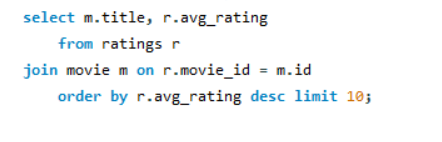 select m.title, r.avg_rating
from ratings r
join movie m on r.movie_id = m.id
order by r.avg_rating desc limit 10;